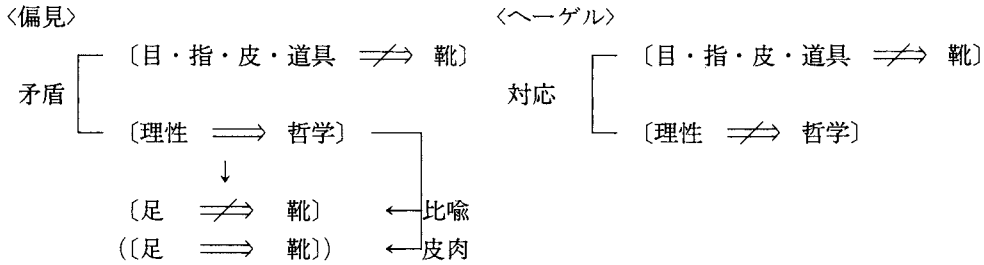 〈偏見〉 〈ヘーゲル〉
〔目・指・皮・道具 ⇏ 靴〕 〔目・指・皮・道具 ⇏ 靴〕
矛盾 対応
〔理性 ⇒ 哲学〕 〔理性 ⇏ 哲学〕
↓
〔足 ⇏ 靴〕 ←比喩
(〔足 ⇒ 靴〕) ←皮肉